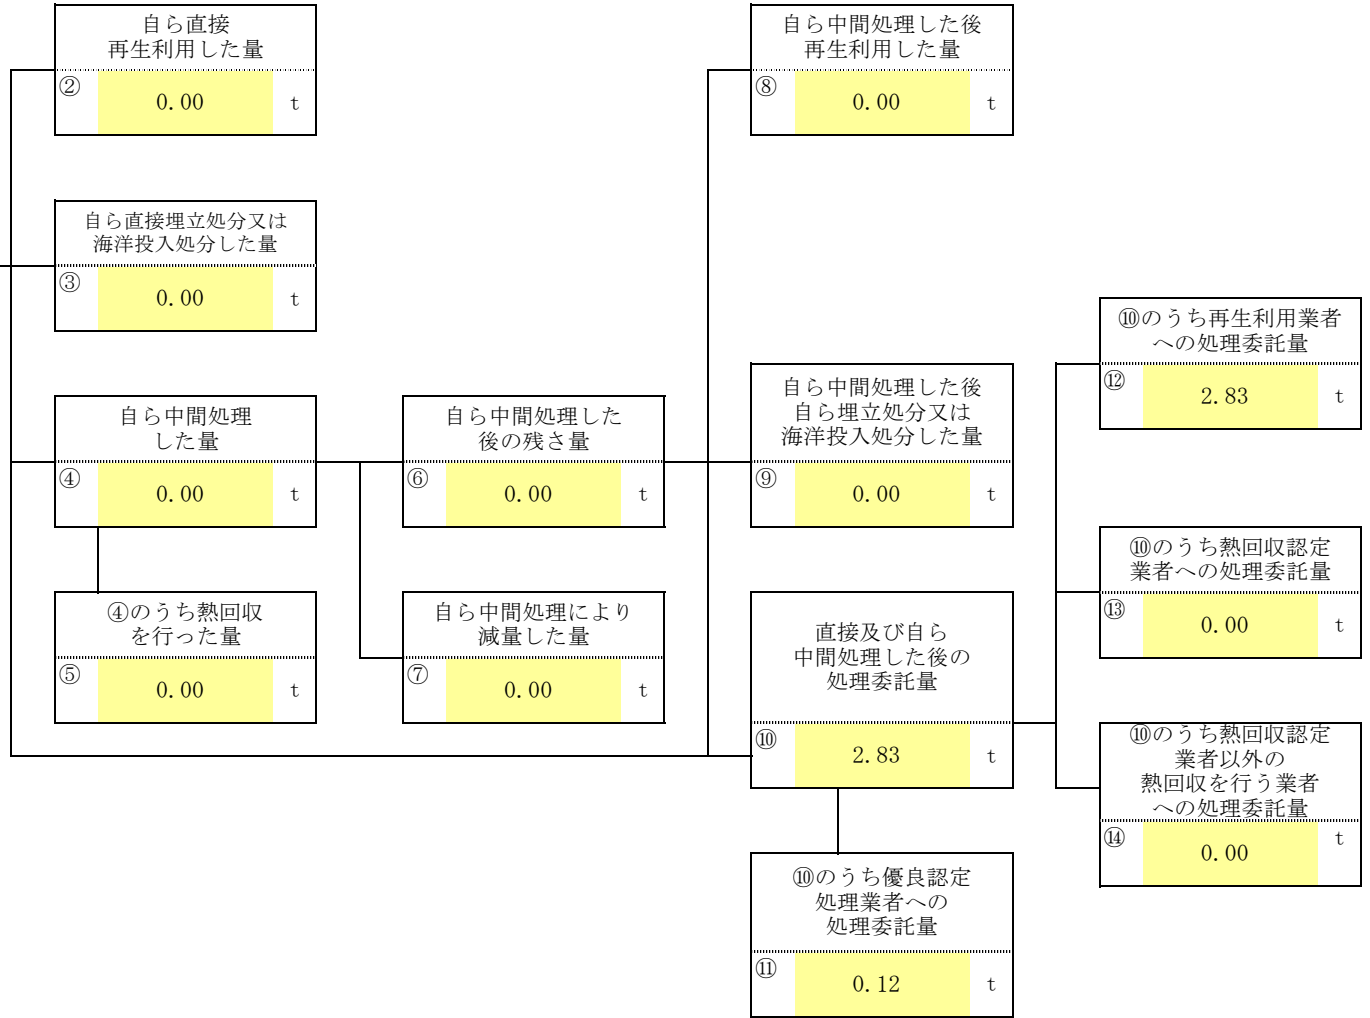 自ら直接
再生利用した量
②
0.00
t
自ら直接埋立処分又は
海洋投入処分した量
③
0.00
t
自ら中間処理
した量
④
0.00
t
④のうち熱回収
を行った量
⑤
0.00
t
自ら中間処理した
後の残さ量
⑥
0.00
t
自ら中間処理により
減量した量
⑦
0.00
t
自ら中間処理した後
再生利用した量
⑧
0.00
t
自ら中間処理した後
自ら埋立処分又は
海洋投入処分した量
⑨
0.00
t
直接及び自ら
中間処理した後の
処理委託量
⑩
2.83
t
⑩のうち優良認定
処理業者への
処理委託量
⑪
0.12
t
⑩のうち再生利用業者
への処理委託量
⑫
2.83
t
⑩のうち熱回収認定
業者への処理委託量
⑬
0.00
t
⑩のうち熱回収認定
業者以外の
熱回収を行う業者
への処理委託量
⑭
0.00
t